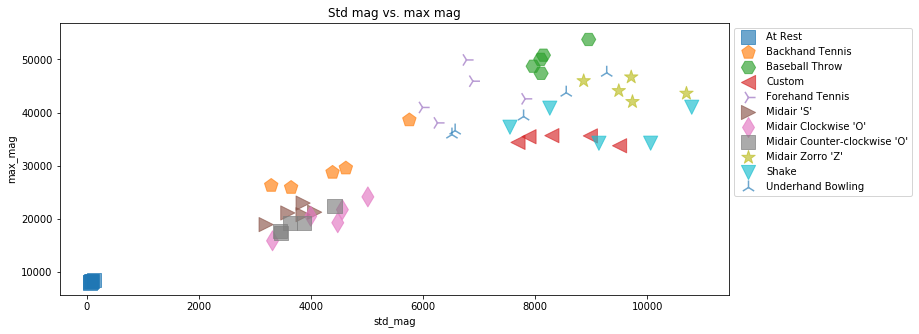 Std mag vs. max mag
max_mag
50000
40000
30000
20000
10000
0
2000
4000
6000
8000
10000
std_mag
At Rest
Backhand Tennis
Baseball Throw
Custom
Forehand Tennis
Midair 'S'
Midair Clockwise 'O'
Midair Counter-clockwise 'O'
Midair Zorro 'Z'
Shake
Underhand Bowling